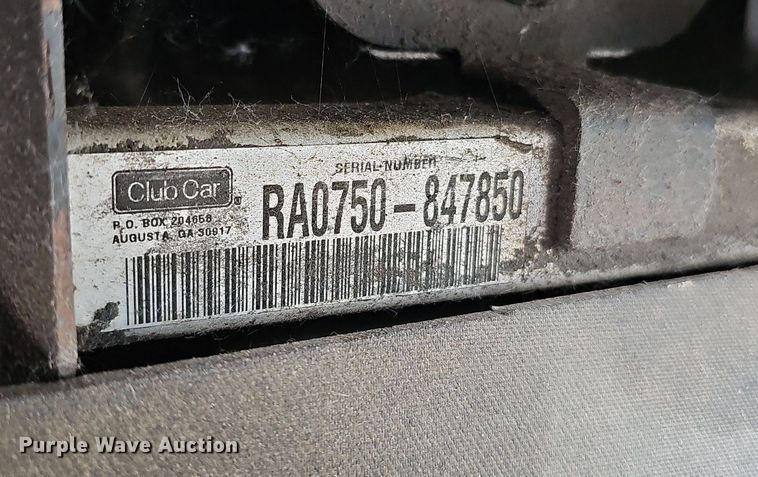 Club Car®
P.O. BOX 204658
AUGUSTA, GA 30917
SERIAL-NUMBER
RA0750-847850
Purple Wave Auction®